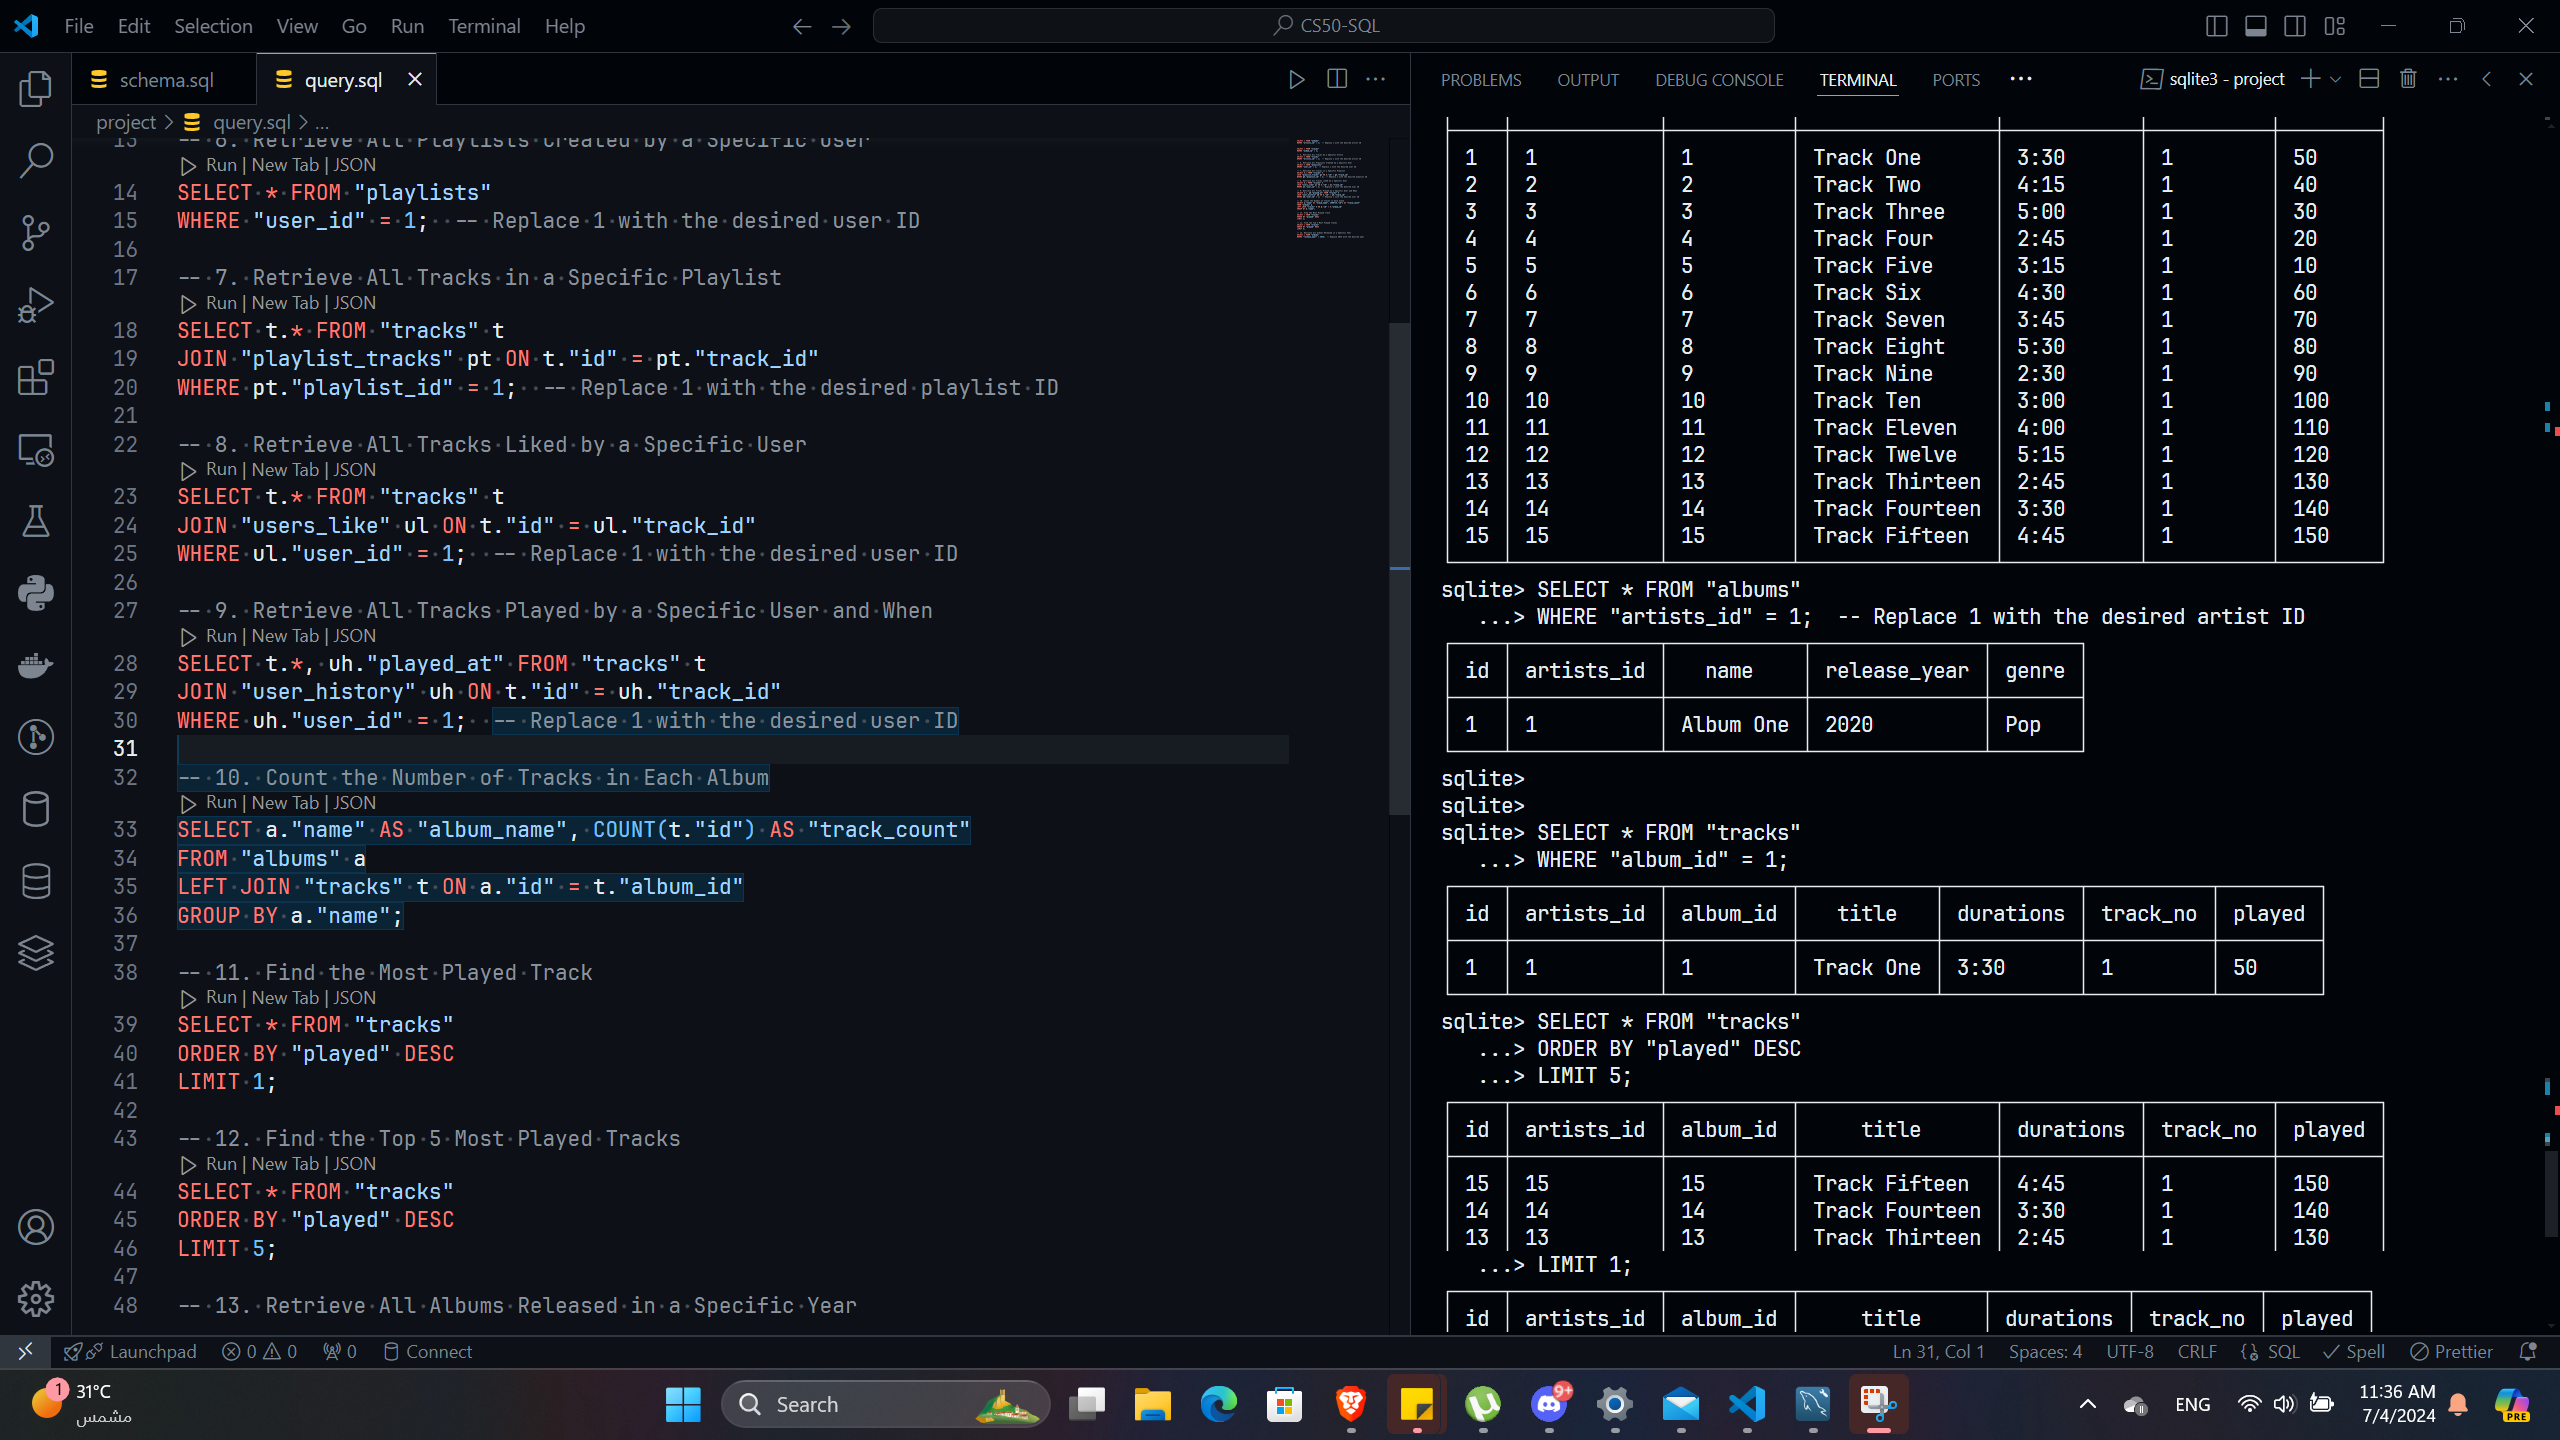 File Edit Selection View Go Run Terminal Help
CS50-SQL
schema.sql
query.sql
project > query.sql > ...
13 -- 6. Retrieve All Playlists Created by a Specific User
Run | New Tab | JSON
14 SELECT * FROM "playlists"
15 WHERE "user_id" = 1;  -- Replace 1 with the desired user ID
16
17 -- 7. Retrieve All Tracks in a Specific Playlist
Run | New Tab | JSON
18 SELECT t.* FROM "tracks" t
19 JOIN "playlist_tracks" pt ON t."id" = pt."track_id"
20 WHERE pt."playlist_id" = 1;  -- Replace 1 with the desired playlist ID
21
22 -- 8. Retrieve All Tracks Liked by a Specific User
Run | New Tab | JSON
23 SELECT t.* FROM "tracks" t
24 JOIN "users_like" ul ON t."id" = ul."track_id"
25 WHERE ul."user_id" = 1;  -- Replace 1 with the desired user ID
26
27 -- 9. Retrieve All Tracks Played by a Specific User and When
Run | New Tab | JSON
28 SELECT t.*, uh."played_at" FROM "tracks" t
29 JOIN "user_history" uh ON t."id" = uh."track_id"
30 WHERE uh."user_id" = 1;  -- Replace 1 with the desired user ID
31
32 -- 10. Count the Number of Tracks in Each Album
Run | New Tab | JSON
33 SELECT a."name" AS "album_name", COUNT(t."id") AS "track_count"
34 FROM "albums" a
35 LEFT JOIN "tracks" t ON a."id" = t."album_id"
36 GROUP BY a."name";
37
38 -- 11. Find the Most Played Track
Run | New Tab | JSON
39 SELECT * FROM "tracks"
40 ORDER BY "played" DESC
41 LIMIT 1;
42
43 -- 12. Find the Top 5 Most Played Tracks
Run | New Tab | JSON
44 SELECT * FROM "tracks"
45 ORDER BY "played" DESC
46 LIMIT 5;
47
48 -- 13. Retrieve All Albums Released in a Specific Year
PROBLEMS OUTPUT DEBUG CONSOLE TERMINAL PORTS ... sqlite3 - project
1 1 1 Track One 3:30 1 50
2 2 2 Track Two 4:15 1 40
3 3 3 Track Three 5:00 1 30
4 4 4 Track Four 2:45 1 20
5 5 5 Track Five 3:15 1 10
6 6 6 Track Six 4:30 1 60
7 7 7 Track Seven 3:45 1 70
8 8 8 Track Eight 5:30 1 80
9 9 9 Track Nine 2:30 1 90
10 10 10 Track Ten 3:00 1 100
11 11 11 Track Eleven 4:00 1 110
12 12 12 Track Twelve 5:15 1 120
13 13 13 Track Thirteen 2:45 1 130
14 14 14 Track Fourteen 3:30 1 140
15 15 15 Track Fifteen 4:45 1 150
sqlite> SELECT * FROM "albums"
...> WHERE "artists_id" = 1;  -- Replace 1 with the desired artist ID
id artists_id name release_year genre
1 1 Album One 2020 Pop
sqlite>
sqlite>
sqlite> SELECT * FROM "tracks"
...> WHERE "album_id" = 1;
id artists_id album_id title durations track_no played
1 1 1 Track One 3:30 1 50
sqlite> SELECT * FROM "tracks"
...> ORDER BY "played" DESC
...> LIMIT 5;
id artists_id album_id title durations track_no played
15 15 15 Track Fifteen 4:45 1 150
14 14 14 Track Fourteen 3:30 1 140
13 13 13 Track Thirteen 2:45 1 130
...> LIMIT 1;
id artists_id album_id title durations track_no played
Launchpad 0 0 0 Connect
Ln 31, Col 1 Spaces: 4 UTF-8 CRLF SQL Spell Prettier
1 31°C
مشمس
Search
9+
ENG
11:36 AM
7/4/2024
PRE